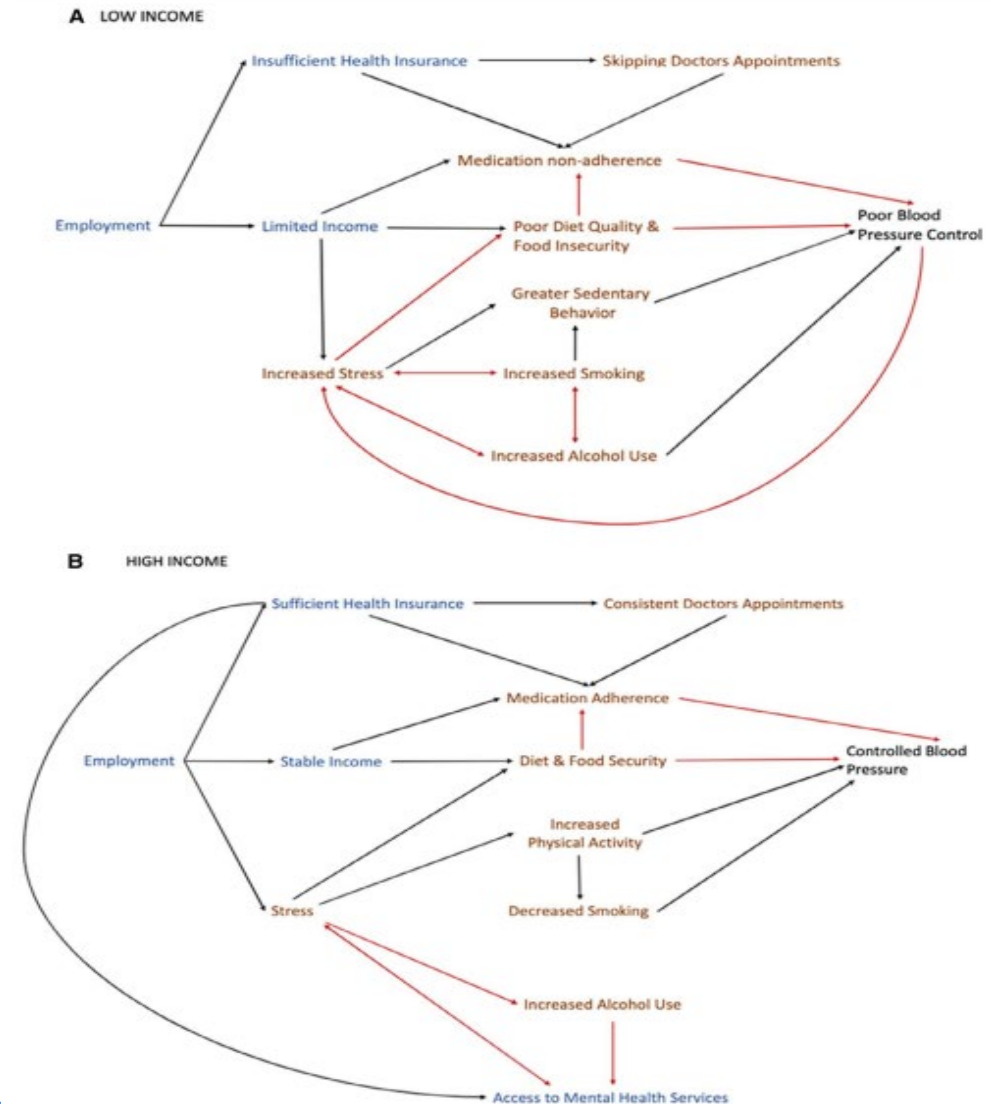 A LOW INCOME
Insufficient Health Insurance
Skipping Doctors Appointments
Medication non-adherence
Employment
Limited Income
Poor Diet Quality &
Food Insecurity
Poor Blood
Pressure Control
Greater Sedentary
Behavior
Increased Stress
Increased Smoking
Increased Alcohol Use
B HIGH INCOME
Sufficient Health Insurance
Consistent Doctors Appointments
Medication Adherence
Employment
Stable Income
Diet & Food Security
Controlled Blood
Pressure
Increased
Physical Activity
Stress
Decreased Smoking
Increased Alcohol Use
Access to Mental Health Services